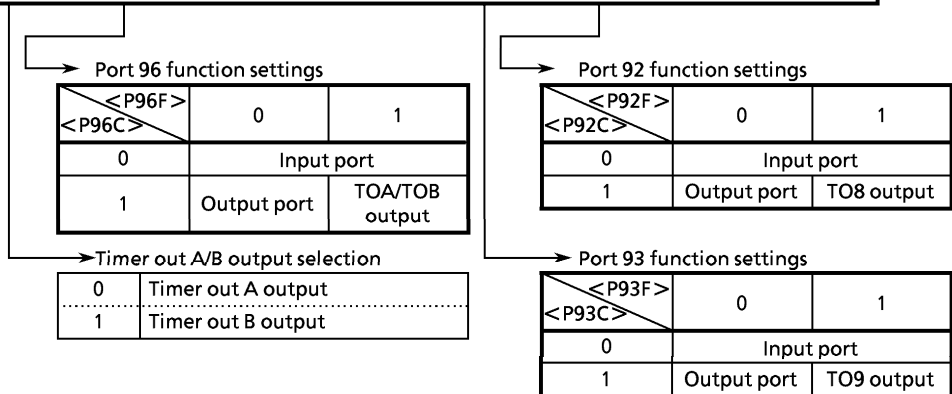 Port 96 function settings
<P96F>
<P96C>
0 1
0 Input port
1 Output port TOA/TOB output
Timer out A/B output selection
0 Timer out A output
1 Timer out B output
Port 92 function settings
<P92F>
<P92C>
0 1
0 Input port
1 Output port TO8 output
Port 93 function settings
<P93F>
<P93C>
0 1
0 Input port
1 Output port TO9 output